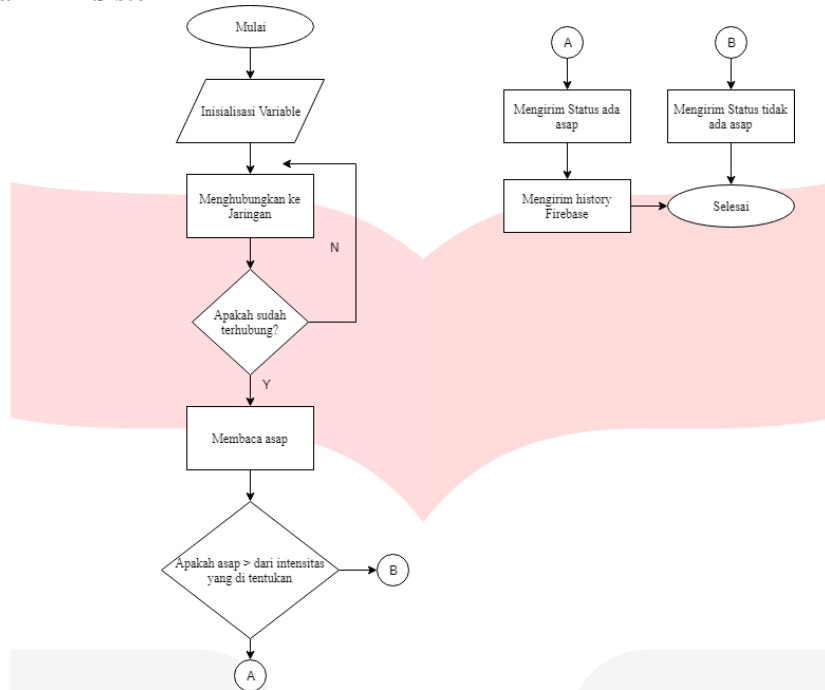 Mulai
Inisialisasi Variable
Menghubungkan ke
Jaringan
N
Apakah sudah
terhubung?
Y
Membaca asap
Apakah asap > dari intensitas
yang di tentukan
B
A
A
Mengirim Status ada
asap
Mengirim history
Firebase
B
Mengirim Status tidak
ada asap
Selesai